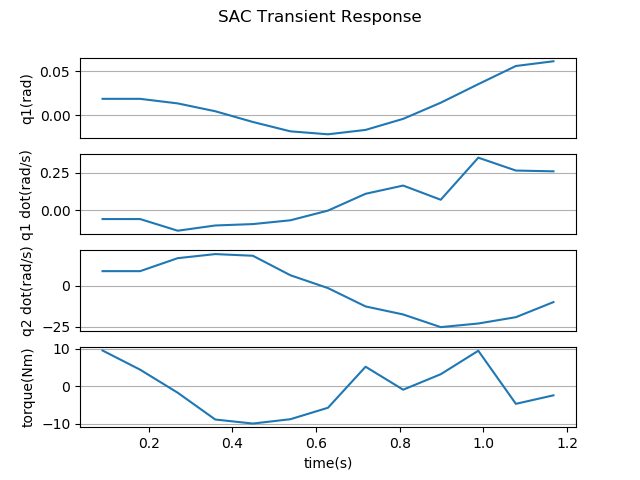 SAC Transient Response
q1(rad)
0.05
0.00
q1 dot(rad/s)
0.25
0.00
q2 dot(rad/s)
0
−25
torque(Nm)
10
0
−10
0.2 0.4 0.6 0.8 1.0 1.2
time(s)